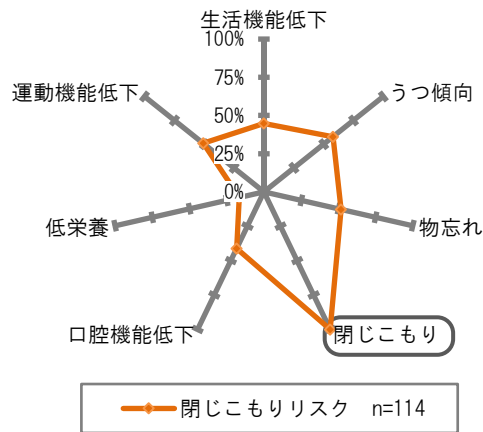 生活機能低下
100%
75%
50%
25%
0%
うつ傾向
物忘れ
閉じこもり
口腔機能低下
低栄養
運動機能低下
閉じこもりリスク n=114